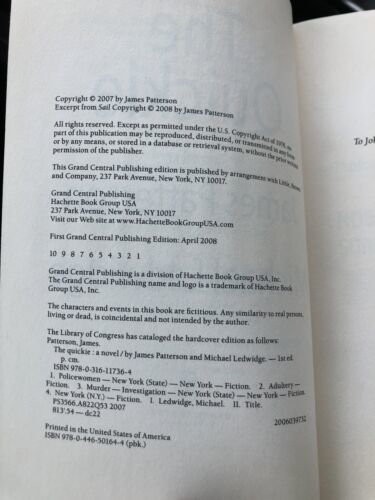 Copyright © 2007 by James Patterson
Excerpt from Sail Copyright © 2008 by James Patterson
All rights reserved. Except as permitted under the U.S. Copyright Act of 1976, no
part of this publication may be reproduced, distributed, or transmitted in any form
or by any means, or stored in a database or retrieval system, without the prior written
permission of the publisher.
This Grand Central Publishing edition is published by arrangement with Little, Brown
and Company, 237 Park Avenue, New York, NY 10017.
Grand Central Publishing
Hachette Book Group USA
237 Park Avenue, New York, NY 10017
Visit our Web site at www.HachetteBookGroupUSA.com
First Grand Central Publishing Edition: April 2008
10 9 8 7 6 5 4 3 2 1
Grand Central Publishing is a division of Hachette Book Group USA, Inc.
The Grand Central Publishing name and logo is a trademark of Hachette Book
Group USA, Inc.
The characters and events in this book are fictitious. Any similarity to real persons,
living or dead, is coincidental and not intended by the author.
The Library of Congress has cataloged the hardcover edition as follows:
Patterson, James.
The quickie : a novel / by James Patterson and Michael Ledwidge. — 1st ed.
p. cm.
ISBN 978-0-316-11736-4
1. Policewomen — New York (State) — New York — Fiction. 2. Adultery —
Fiction. 3. Murder — Investigation — New York (State) — New York — Fiction.
4. New York (N.Y.) — Fiction. I. Ledwidge, Michael. II. Title.
PS3566.A822Q53 2007
813'.54 — dc22
2006039732
Printed in the United States of America
ISBN 978-0-446-50164-4 (pbk.)
To Joh